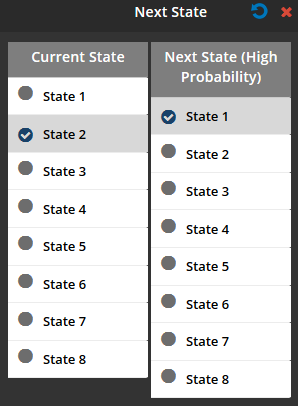 Next State
Current State
State 1
State 2
State 3
State 4
State 5
State 6
State 7
State 8
Next State (High
Probability)
State 1
State 2
State 3
State 4
State 5
State 6
State 7
State 8